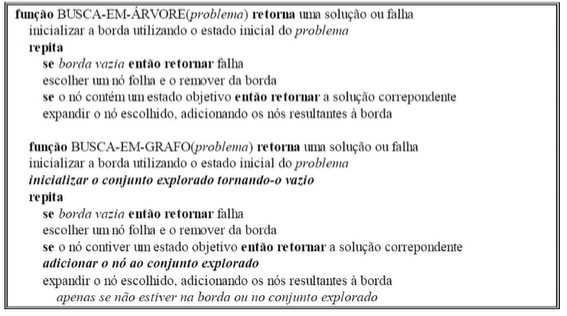 função BUSCA-EM-ÁRVORE(problema) retorna uma solução ou falha
inicializar a borda utilizando o estado inicial do problema
repita
se borda vazia então retornar falha
escolher um nó folha e o remover da borda
se o nó contém um estado objetivo então retornar a solução correpondente
expandir o nó escolhido, adicionando os nós resultantes à borda
função BUSCA-EM-GRAFO(problema) retorna uma solução ou falha
inicializar a borda utilizando o estado inicial do problema
inicializar o conjunto explorado tornando-o vazio
repita
se borda vazia então retornar falha
escolher um nó folha e o remover da borda
se o nó contiver um estado objetivo então retornar a solução correpondente
adicionar o nó ao conjunto explorado
expandir o nó escolhido, adicionando os nós resultantes à borda
apenas se não estiver na borda ou no conjunto explorado